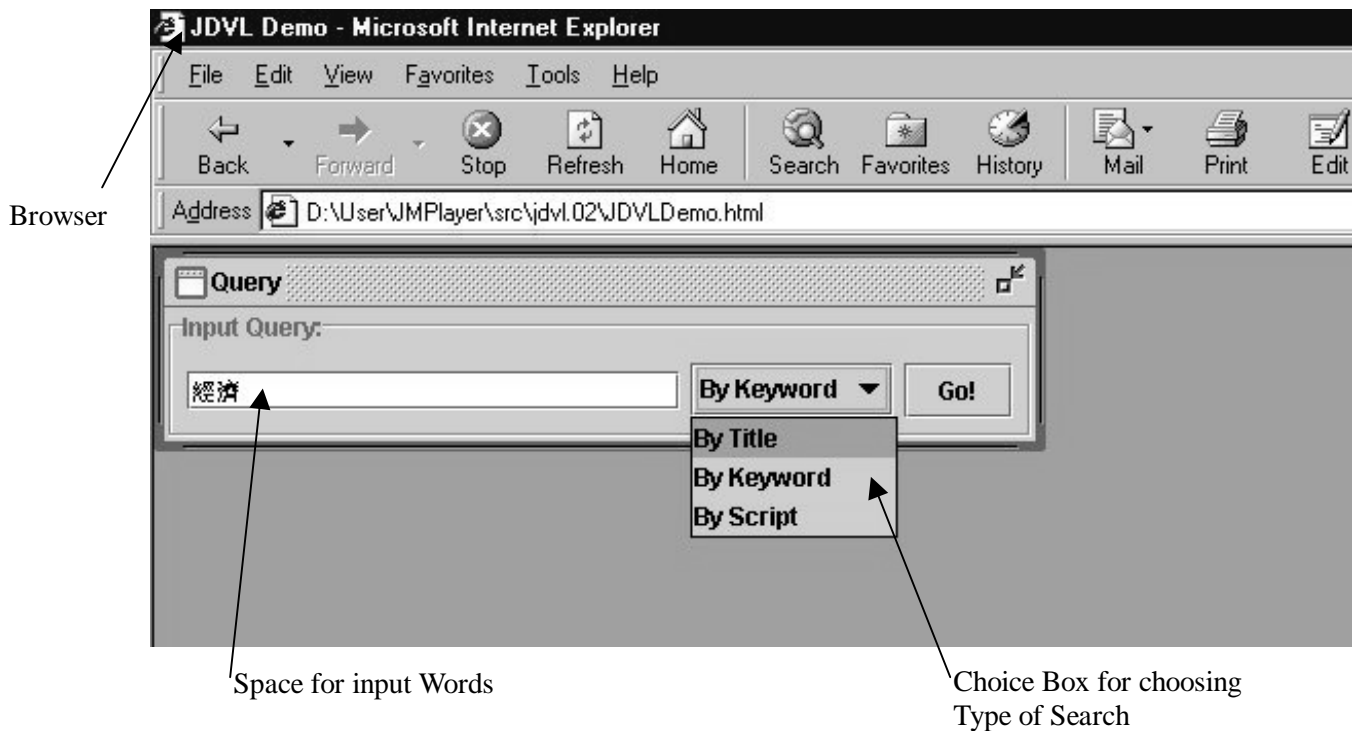 JDVL Demo - Microsoft Internet Explorer
File Edit View Favorites Tools Help
Back Forward Stop Refresh Home Search Favorites History Mail Print Edit
Browser
Address D:\User\JMPlayer\src\jdvl.02\JDVLDemo.html
Query
Input Query:
經濟 By Keyword Go!
By Title
By Keyword
By Script
Space for input Words
Choice Box for choosing
Type of Search